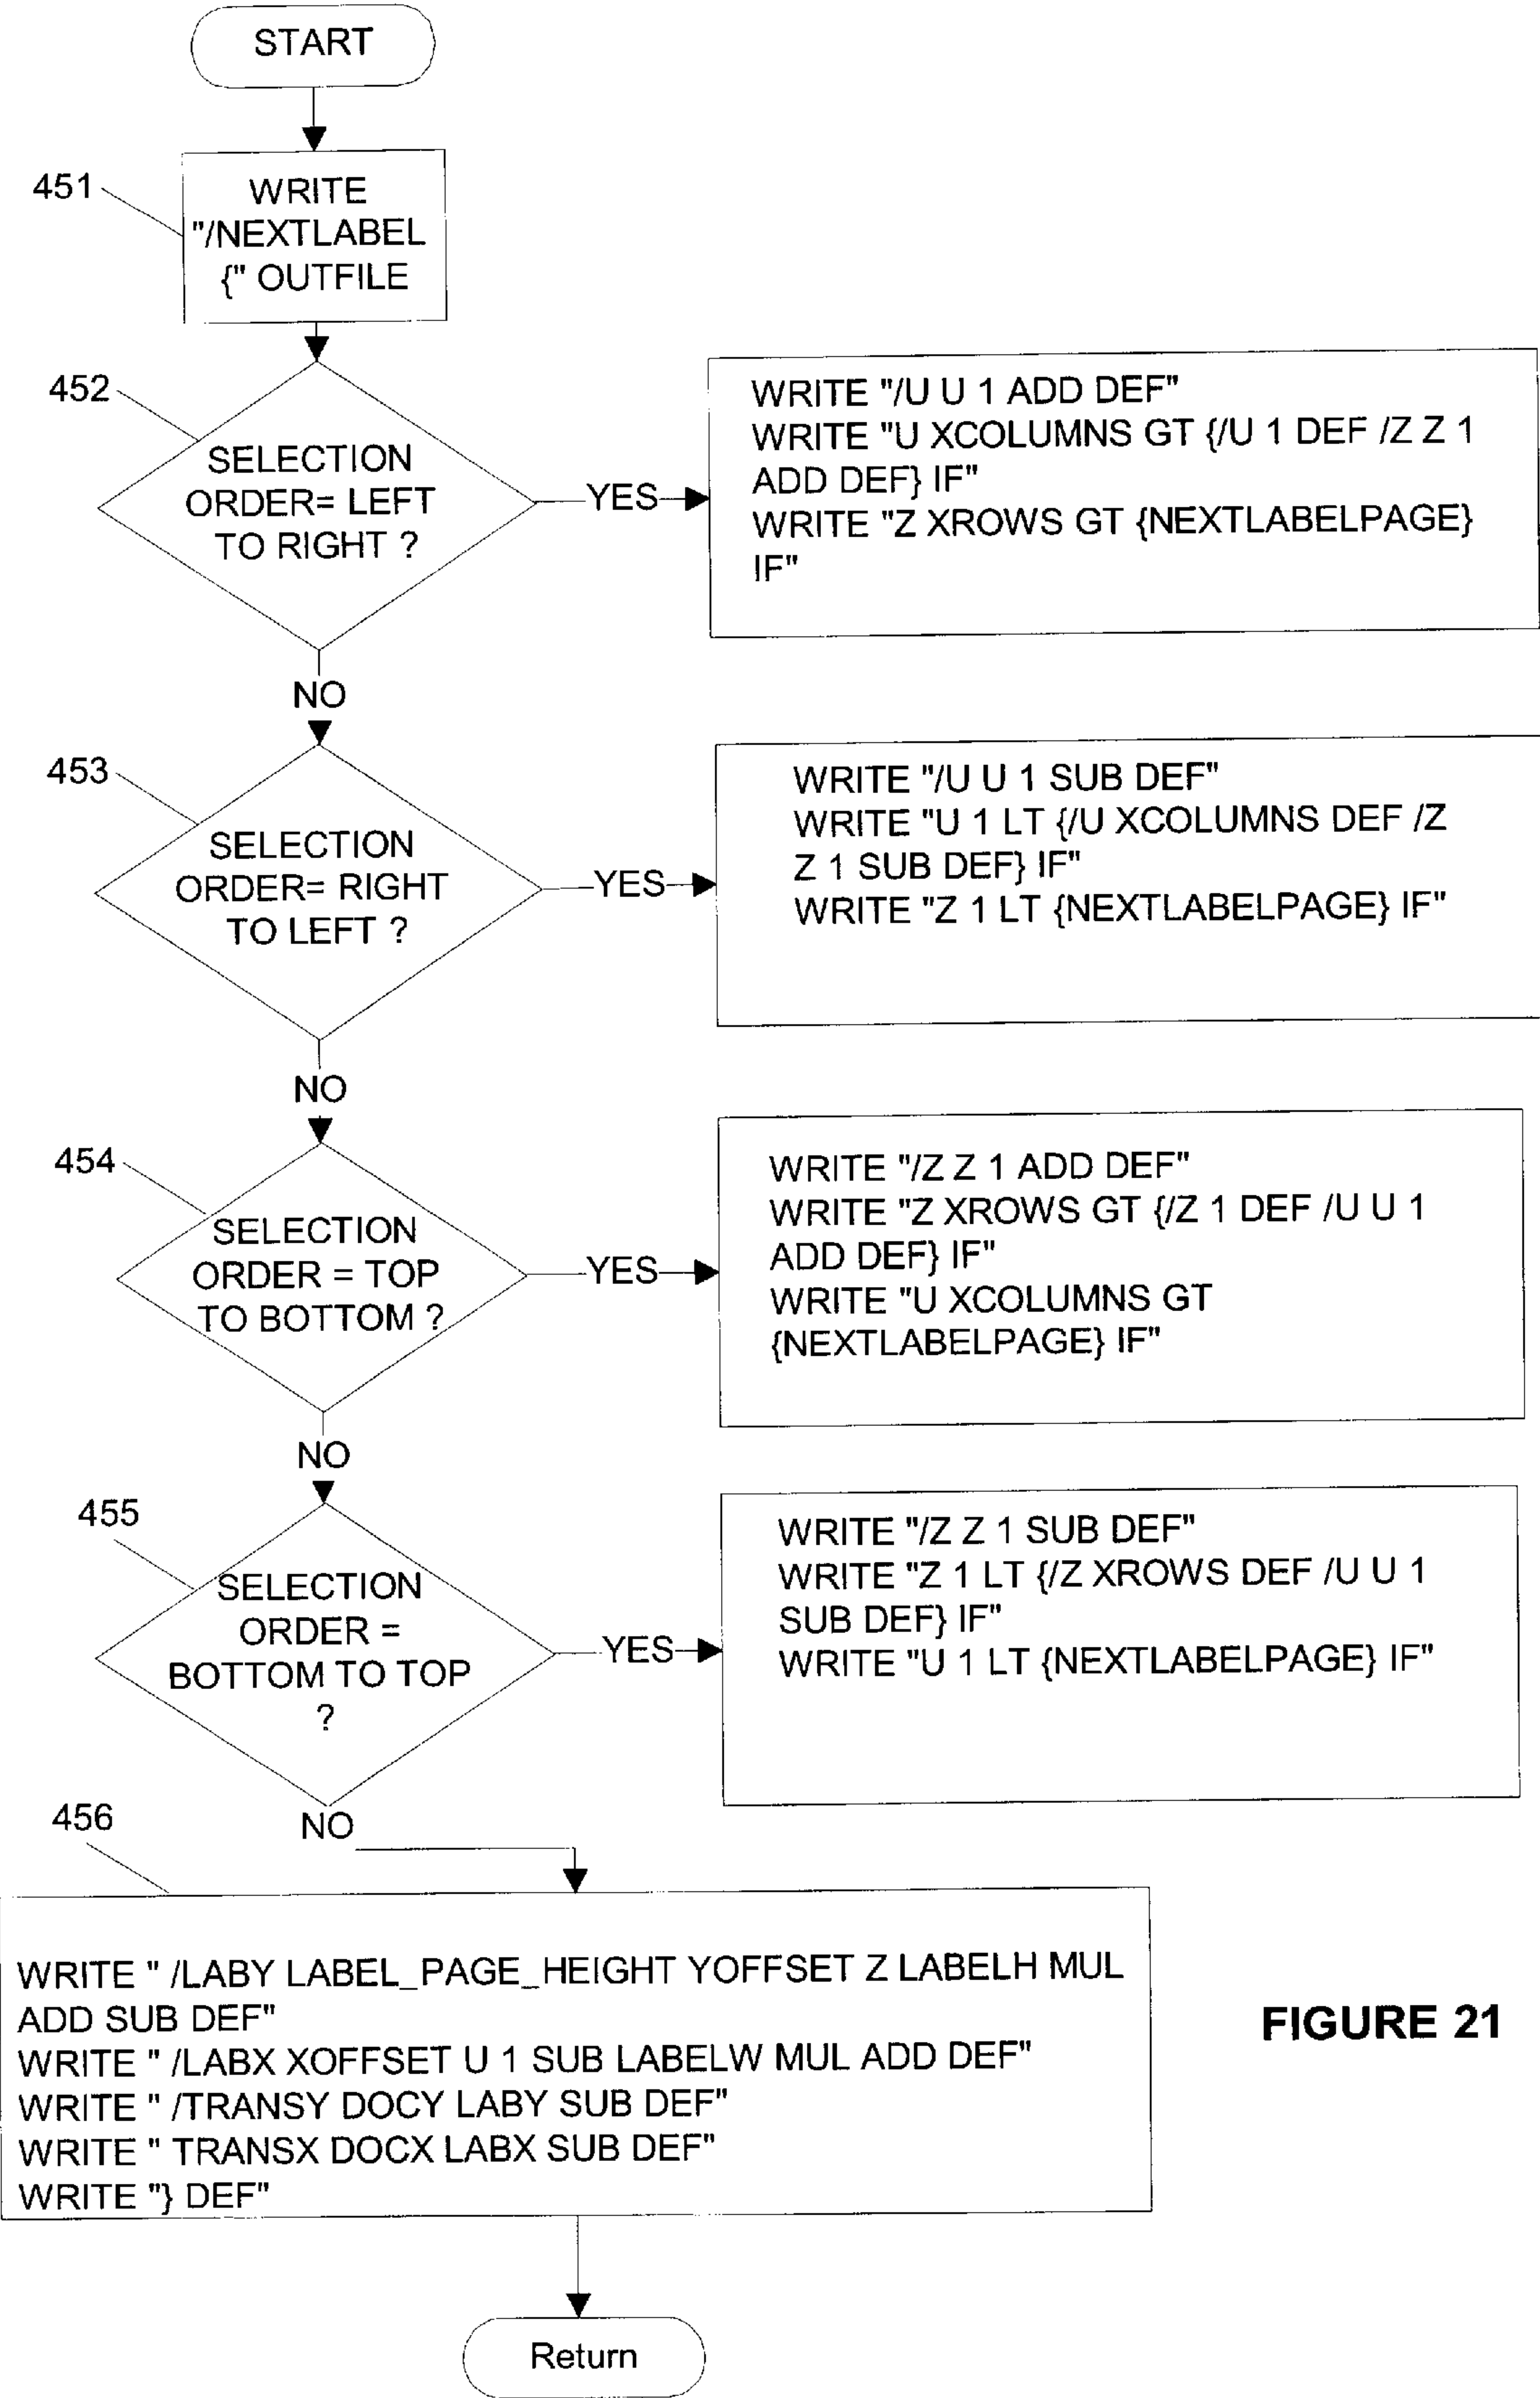 START
451
WRITE
"/NEXTLABEL
{" OUTFILE
452
SELECTION
ORDER= LEFT
TO RIGHT ?
YES
WRITE "/U U 1 ADD DEF"
WRITE "U XCOLUMNS GT {/U 1 DEF /Z Z 1
ADD DEF} IF"
WRITE "Z XROWS GT {NEXTLABELPAGE}
IF"
NO
453
SELECTION
ORDER= RIGHT
TO LEFT ?
YES
WRITE "/U U 1 SUB DEF"
WRITE "U 1 LT {/U XCOLUMNS DEF /Z
Z 1 SUB DEF} IF"
WRITE "Z 1 LT {NEXTLABELPAGE} IF"
NO
454
SELECTION
ORDER = TOP
TO BOTTOM ?
YES
WRITE "/Z Z 1 ADD DEF"
WRITE "Z XROWS GT {/Z 1 DEF /U U 1
ADD DEF} IF"
WRITE "U XCOLUMNS GT
{NEXTLABELPAGE} IF"
NO
455
SELECTION
ORDER =
BOTTOM TO TOP
?
YES
WRITE "/Z Z 1 SUB DEF"
WRITE "Z 1 LT {/Z XROWS DEF /U U 1
SUB DEF} IF"
WRITE "U 1 LT {NEXTLABELPAGE} IF"
NO
456
WRITE " /LABY LABEL_PAGE_HEIGHT YOFFSET Z LABELH MUL
ADD SUB DEF"
WRITE " /LABX XOFFSET U 1 SUB LABELW MUL ADD DEF"
WRITE " /TRANSY DOCY LABY SUB DEF"
WRITE " TRANSX DOCX LABX SUB DEF"
WRITE "} DEF"
FIGURE 21
Return